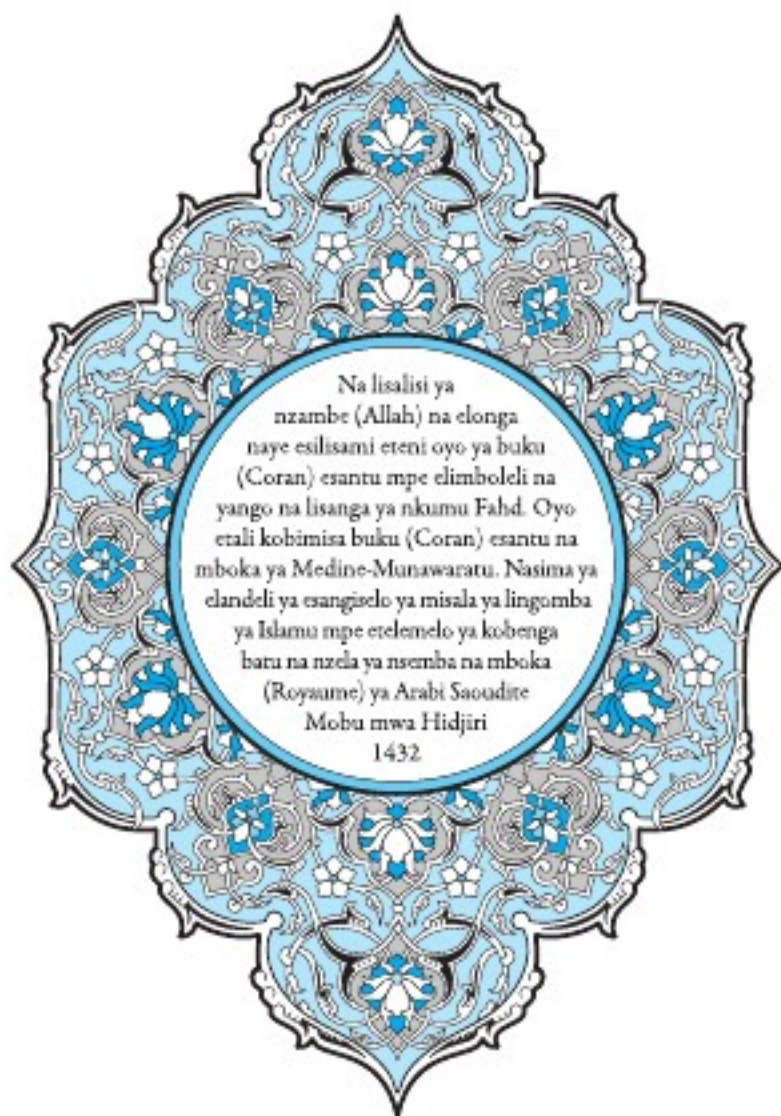 Na lisalisi ya
nzambe (Allah) na elonga
naye esilisami eteni oyo ya buku
(Coran) esantu mpe elimboleli na
yango na lisanga ya nkumu Fahd. Oyo
etali kobimisa buku (Coran) esantu na
mboka ya Medine-Munawaratu. Nasima ya
elandeli ya esangiselo ya misala ya lingomba
ya Islamu mpe etelemelo ya kobenga
batu na nzela ya nsemba na mboka
(Royaume) ya Arabi Saoudite
Mobu mwa Hidjiri
1432